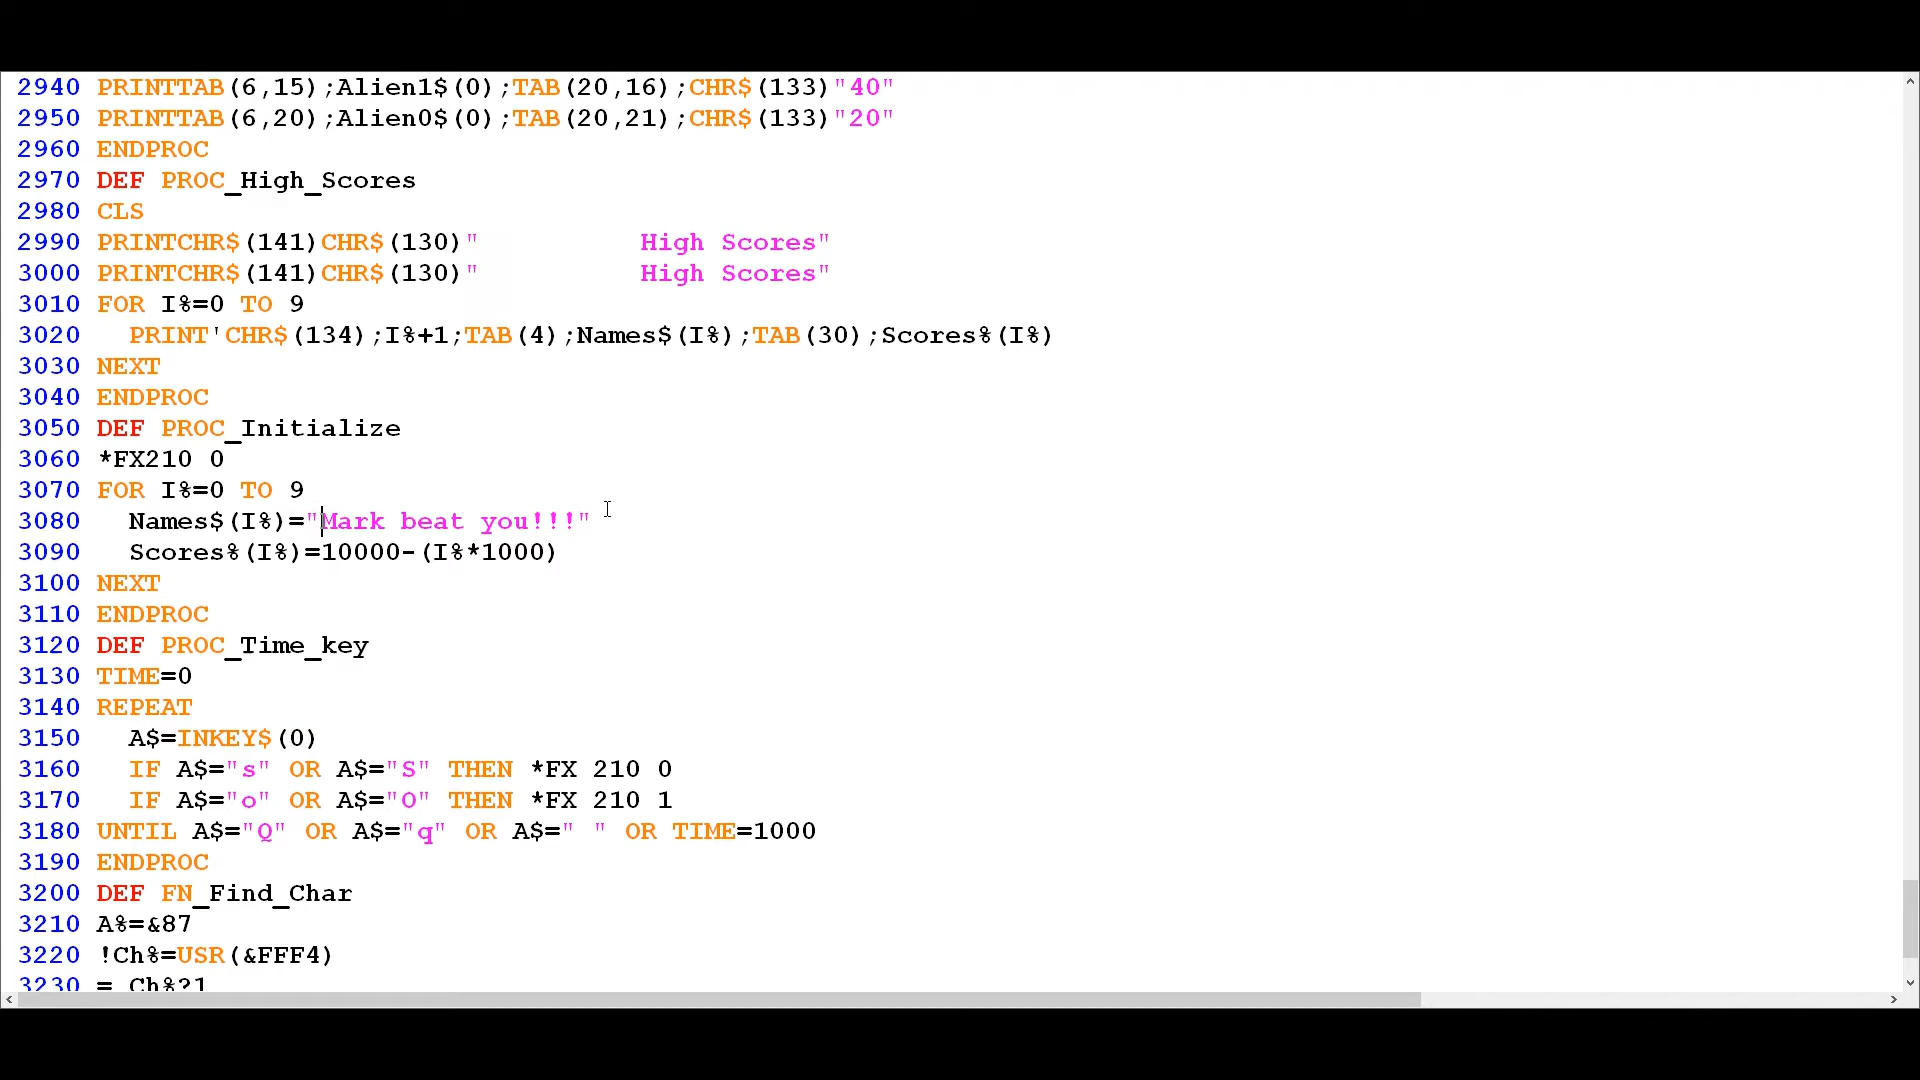 2940 PRINTTAB(6,15);Alien1$(0);TAB(20,16);CHR$(133)"40"
2950 PRINTTAB(6,20);Alien0$(0);TAB(20,21);CHR$(133)"20"
2960 ENDPROC
2970 DEF PROC_High_Scores
2980 CLS
2990 PRINTCHR$(141)CHR$(130)"          High Scores"
3000 PRINTCHR$(141)CHR$(130)"          High Scores"
3010 FOR I%=0 TO 9
3020   PRINT'CHR$(134);I%+1;TAB(4);Names$(I%);TAB(30);Scores%(I%)
3030 NEXT
3040 ENDPROC
3050 DEF PROC_Initialize
3060 *FX210 0
3070 FOR I%=0 TO 9
3080   Names$(I%)="Mark beat you!!!"
3090   Scores%(I%)=10000-(I%*1000)
3100 NEXT
3110 ENDPROC
3120 DEF PROC_Time_key
3130 TIME=0
3140 REPEAT
3150   A$=INKEY$(0)
3160   IF A$="s" OR A$="S" THEN *FX 210 0
3170   IF A$="o" OR A$="O" THEN *FX 210 1
3180 UNTIL A$="Q" OR A$="q" OR A$=" " OR TIME=1000
3190 ENDPROC
3200 DEF FN_Find_Char
3210 A%=&87
3220 !Ch%=USR(&FFF4)
3230 = Ch%?1